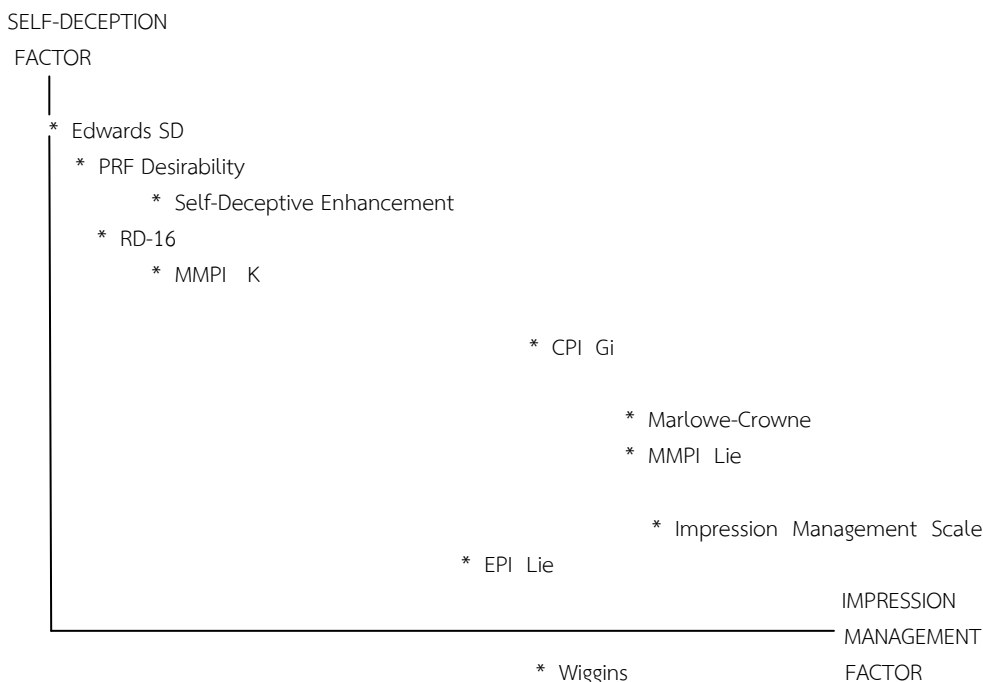 SELF-DECEPTION
FACTOR
* Edwards SD
* PRF Desirability
* Self-Deceptive Enhancement
* RD-16
* MMPI K
* CPI Gi
* Marlowe-Crowne
* MMPI Lie
* Impression Management Scale
* EPI Lie
IMPRESSION
MANAGEMENT
* Wiggins FACTOR